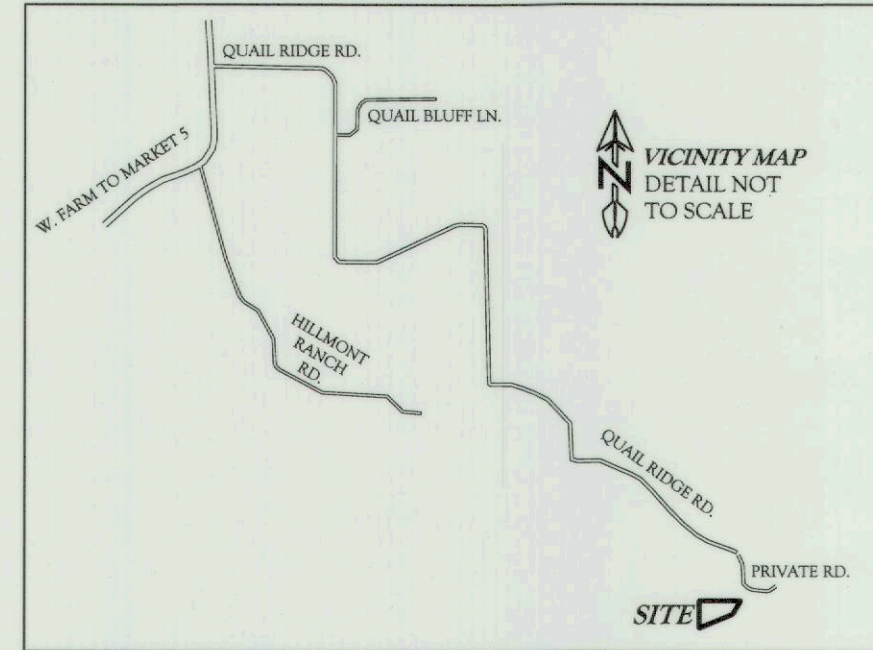 QUAIL RIDGE RD.
QUAIL BLUFF LN.
W. FARM TO MARKET 5
N
VICINITY MAP
DETAIL NOT
TO SCALE
HILLMONT
RANCH
RD.
QUAIL RIDGE RD.
PRIVATE RD.
SITE